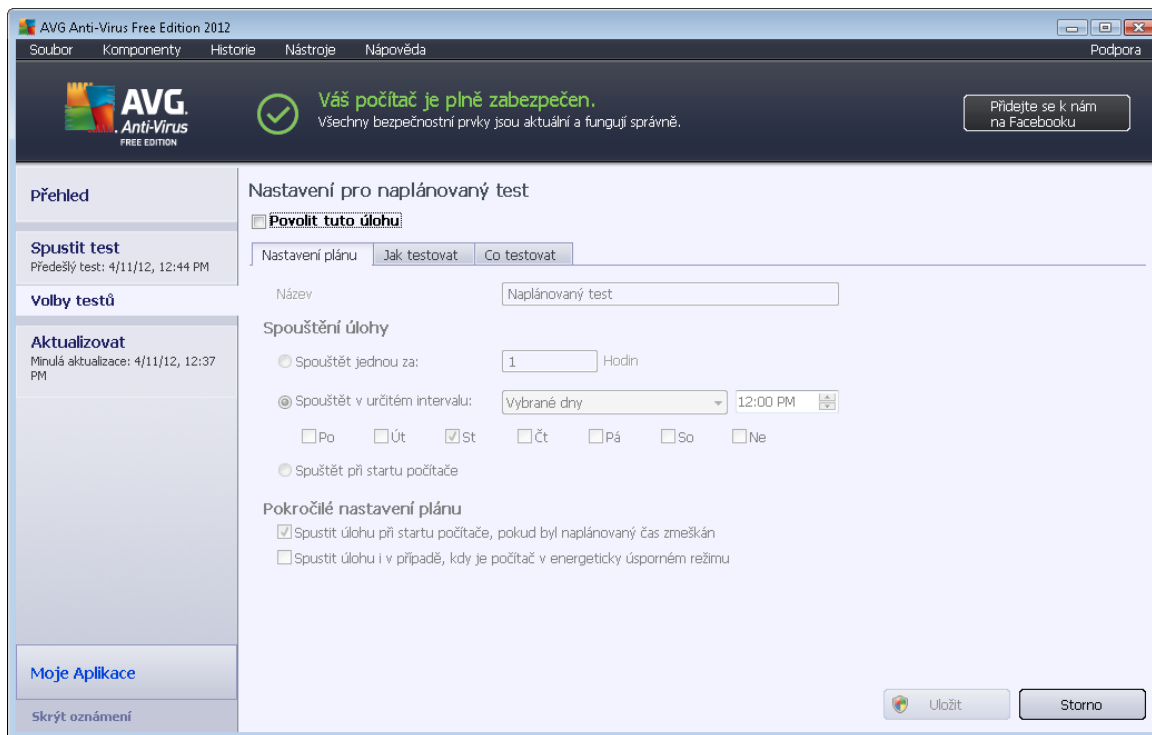 AVG Anti-Virus Free Edition 2012
Soubor Komponenty Historie Nástroje Nápověda Podpora
AVG.
Anti-Virus
FREE EDITION
Váš počítač je plně zabezpečen.
Všechny bezpečnostní prvky jsou aktuální a fungují správně.
Přidejte se k nám
na Facebooku
Přehled
Spustit test
Předešlý test: 4/11/12, 12:44 PM
Volby testů
Aktualizovat
Minulá aktualizace: 4/11/12, 12:37
PM
Moje Aplikace
Skrýt oznámení
Nastavení pro naplánovaný test
Povolit tuto úlohu
Nastavení plánu Jak testovat Co testovat
Název Naplánovaný test
Spouštění úlohy
Spouštět jednou za: 1 Hodin
Spouštět v určitém intervalu: Vybrané dny 12:00 PM
Po Út St Čt Pá So Ne
Spuštět při startu počítače
Pokročilé nastavení plánu
Spustit úlohu při startu počítače, pokud byl naplánovaný čas zmeškán
Spustit úlohu i v případě, kdy je počítač v energeticky úsporném režimu
Uložit Storno